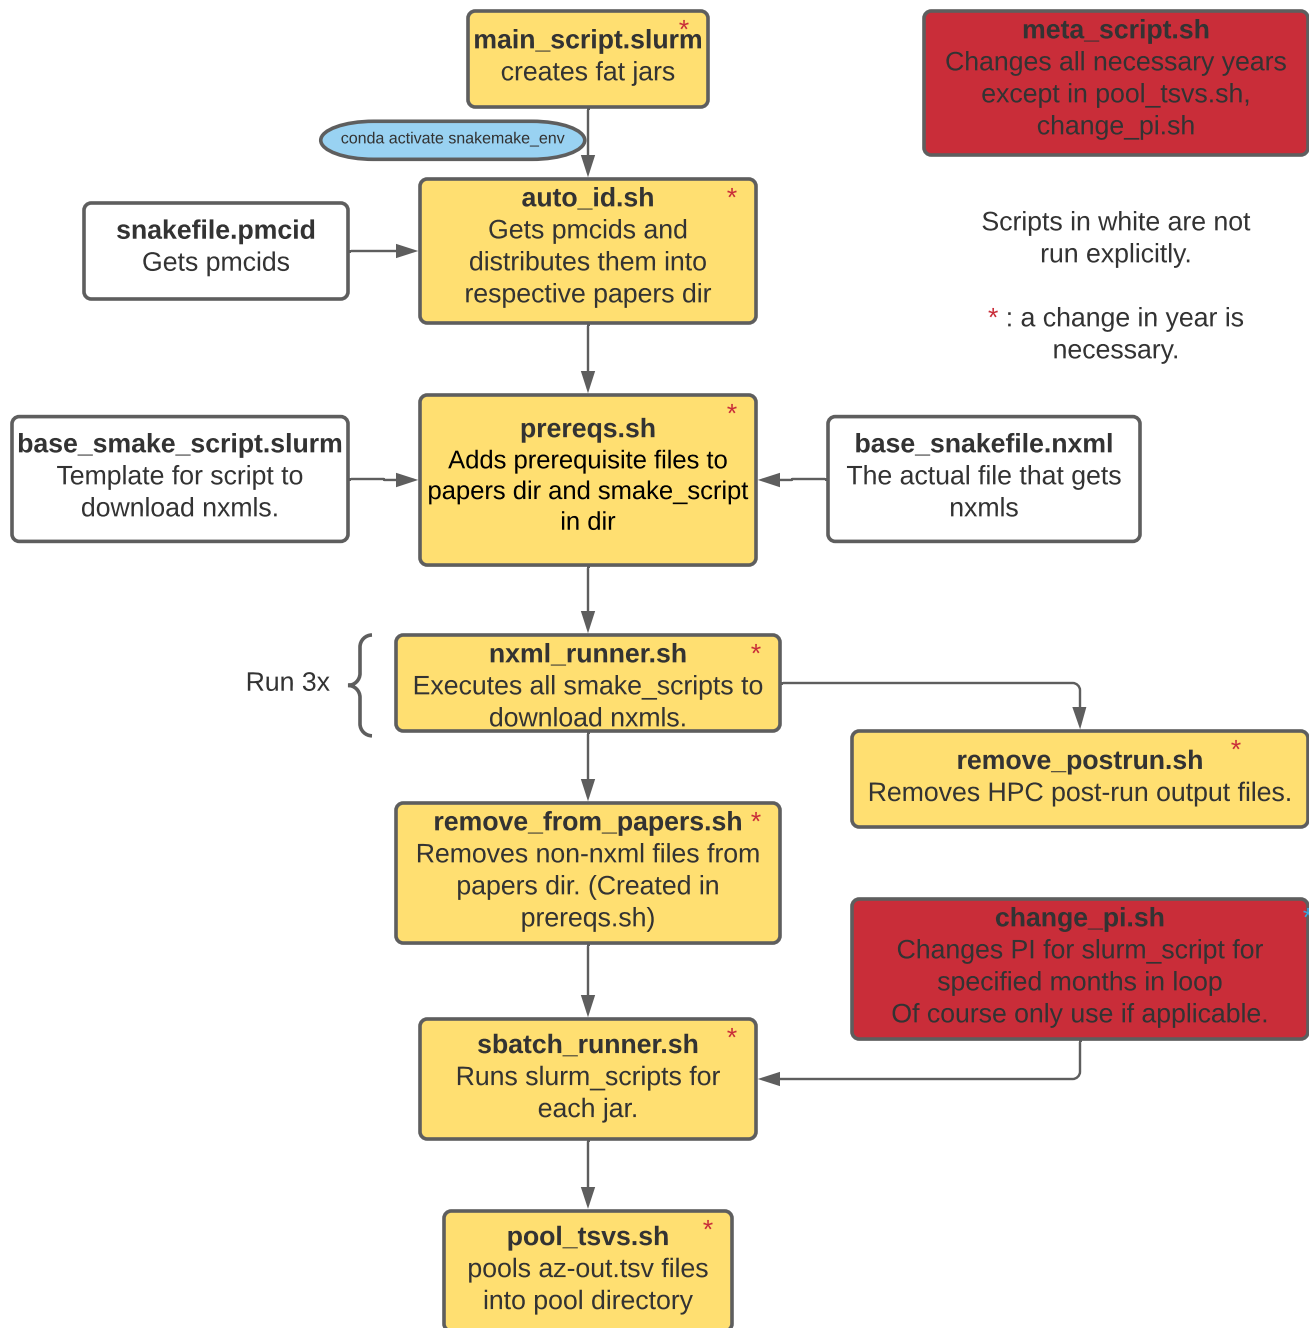 main_script.slurm *
creates fat jars
conda activate snakemake_env
meta_script.sh
Changes all necessary years
except in pool_tsvs.sh,
change_pi.sh
auto_id.sh *
Gets pmcids and
distributes them into
respective papers dir
snakefile.pmcid
Gets pmcids
Scripts in white are not
run explicitly.
* : a change in year is
necessary.
base_smake_script.slurm
Template for script to
download nxmls.
prereqs.sh *
Adds prerequisite files to
papers dir and smake_script
in dir
base_snakefile.nxml
The actual file that gets
nxmls
Run 3x
nxml_runner.sh *
Executes all smake_scripts to
download nxmls.
remove_postrun.sh *
Removes HPC post-run output files.
remove_from_papers.sh *
Removes non-nxml files from
papers dir. (Created in
prereqs.sh)
change_pi.sh *
Changes PI for slurm_script for
specified months in loop
Of course only use if applicable.
sbatch_runner.sh *
Runs slurm_scripts for
each jar.
pool_tsvs.sh *
pools az-out.tsv files
into pool directory